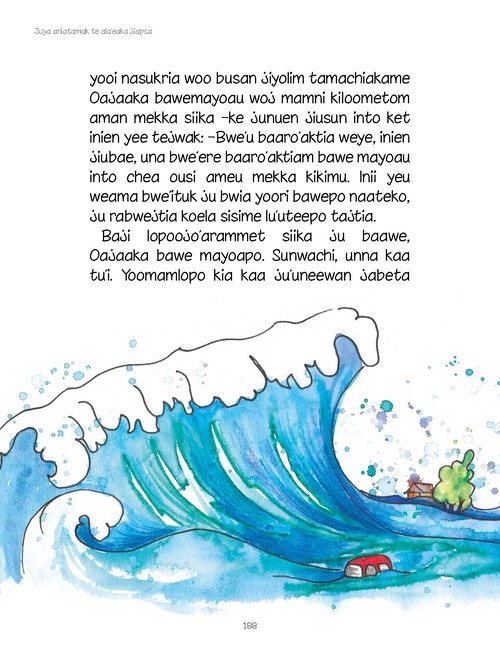 Juya aniatamak te ala'eaka jiapsa
yooi nasukria woo busan jiyolim tamachiakame
Oajaaka bawemayoau woj mamni kiloometom
aman mekka siika –ke junuen jiusun into ket
inien yee tejwak: –Bwe'u baaro'aktia weye, inien
jiubae, una bwe'ere baaro'aktiam bawe mayoau
into chea ousi ameu mekka kikimu. Inii yeu
weama bwe'ituk ju bwia yoori bawepo naateko,
ju rabwejtia koela sisime lu'uteepo tajtia.
Baji lopoojo'arammet siika ju baawe,
Oajaaka bawe mayoapo. Sunwachi, unna kaa
tu'i. Yoomamlopo kia kaa ju'uneewan jabeta
188